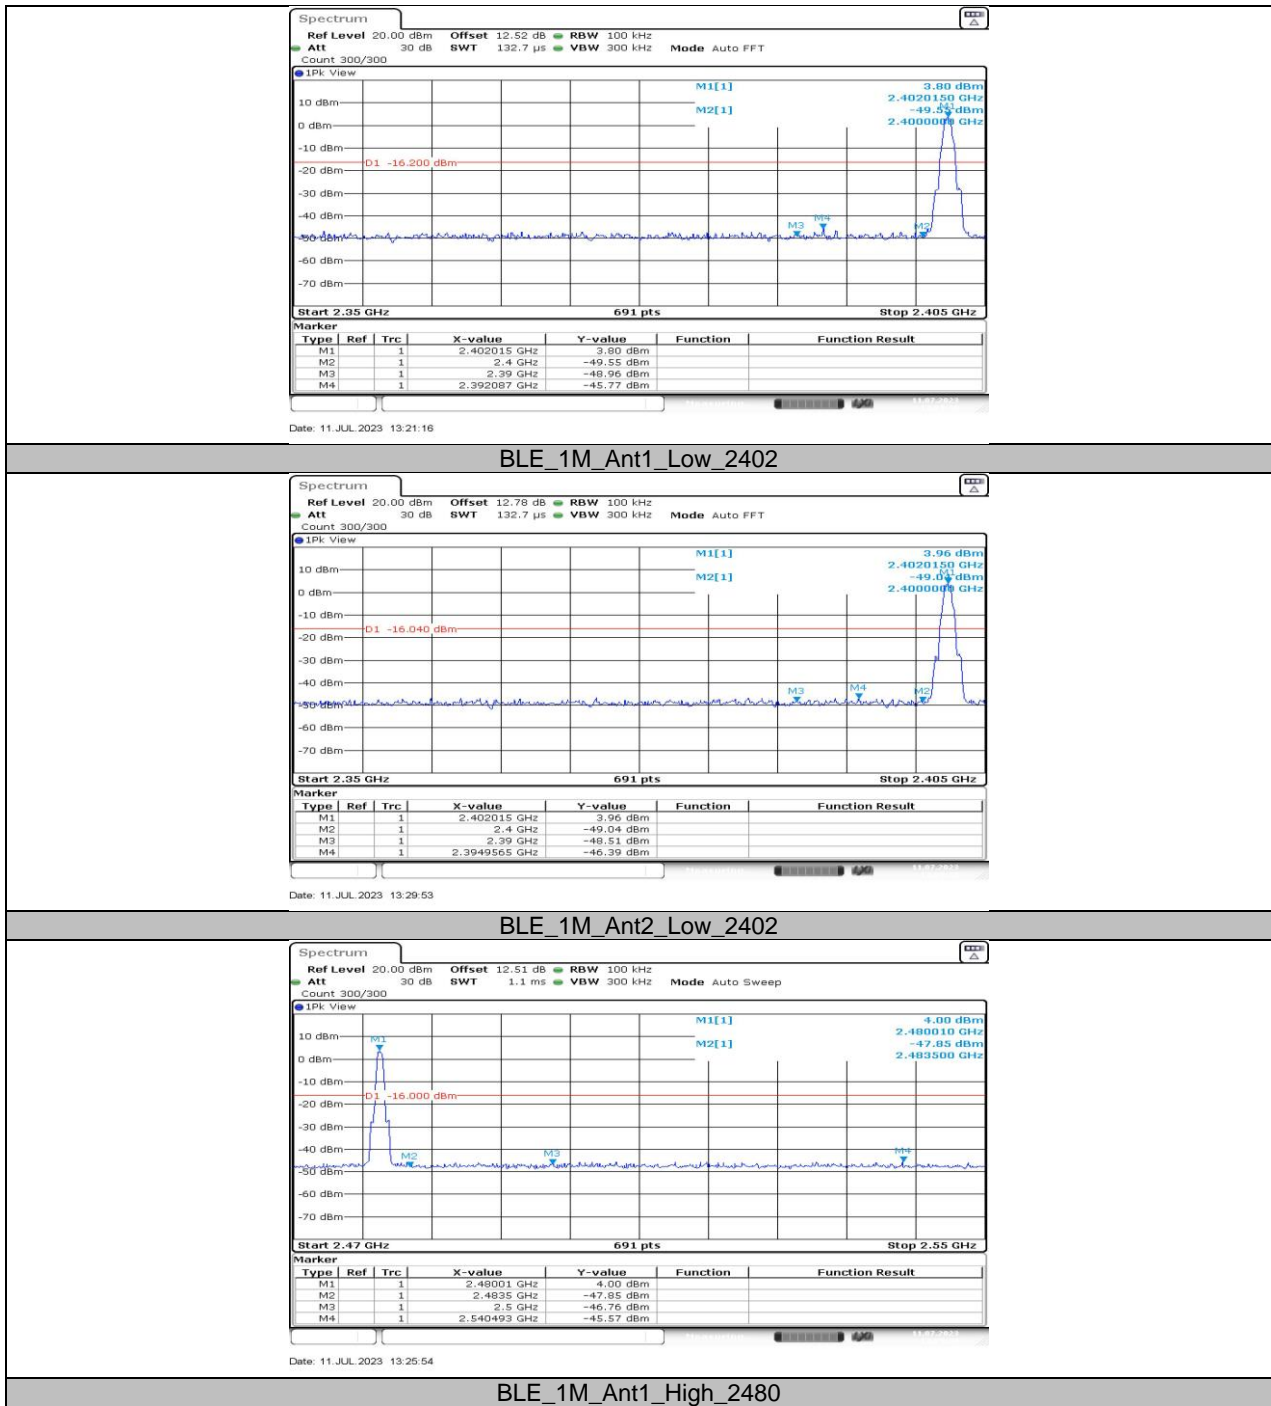 Spectrum
Ref Level 20.00 dBm Offset 12.52 dB RBW 100 kHz
Att 30 dB SWT 132.7 µs VBW 300 kHz Mode Auto FFT
Count 300/300
1Pk View
M1[1] 3.80 dBm
2.4020150 GHz
M2[1] -49.55 dBm
2.4000000 GHz
M1
10 dBm
0 dBm
-10 dBm
D1 -16.200 dBm
-20 dBm
-30 dBm
-40 dBm
M3 M4 M2
-50 dBm
-60 dBm
-70 dBm
Start 2.35 GHz 691 pts Stop 2.405 GHz
Marker
Type Ref Trc X-value Y-value Function Function Result
M1 1 2.402015 GHz 3.80 dBm
M2 1 2.4 GHz -49.55 dBm
M3 1 2.39 GHz -48.96 dBm
M4 1 2.392087 GHz -45.77 dBm
Date: 11.JUL.2023 13:21:16
BLE_1M_Ant1_Low_2402
Spectrum
Ref Level 20.00 dBm Offset 12.78 dB RBW 100 kHz
Att 30 dB SWT 132.7 µs VBW 300 kHz Mode Auto FFT
Count 300/300
1Pk View
M1[1] 3.96 dBm
2.4020150 GHz
M2[1] -49.04 dBm
2.4000000 GHz
M1
10 dBm
0 dBm
-10 dBm
D1 -16.040 dBm
-20 dBm
-30 dBm
-40 dBm
M3 M4 M2
-50 dBm
-60 dBm
-70 dBm
Start 2.35 GHz 691 pts Stop 2.405 GHz
Marker
Type Ref Trc X-value Y-value Function Function Result
M1 1 2.402015 GHz 3.96 dBm
M2 1 2.4 GHz -49.04 dBm
M3 1 2.39 GHz -48.51 dBm
M4 1 2.3949565 GHz -46.39 dBm
Date: 11.JUL.2023 13:29:53
BLE_1M_Ant2_Low_2402
Spectrum
Ref Level 20.00 dBm Offset 12.51 dB RBW 100 kHz
Att 30 dB SWT 1.1 ms VBW 300 kHz Mode Auto Sweep
Count 300/300
1Pk View
M1[1] 4.00 dBm
2.480010 GHz
M2[1] -47.85 dBm
2.483500 GHz
10 dBm
M1
0 dBm
-10 dBm
D1 -16.000 dBm
-20 dBm
-30 dBm
-40 dBm
M2 M3 M4
-50 dBm
-60 dBm
-70 dBm
Start 2.47 GHz 691 pts Stop 2.55 GHz
Marker
Type Ref Trc X-value Y-value Function Function Result
M1 1 2.48001 GHz 4.00 dBm
M2 1 2.4835 GHz -47.85 dBm
M3 1 2.5 GHz -46.76 dBm
M4 1 2.540493 GHz -45.57 dBm
Date: 11.JUL.2023 13:25:54
BLE_1M_Ant1_High_2480